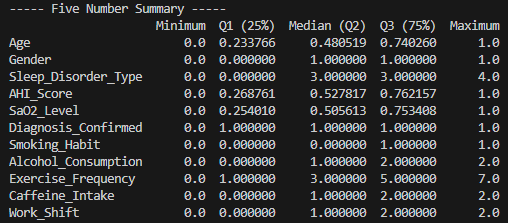 ----- Five Number Summary -----
Minimum Q1 (25%) Median (Q2) Q3 (75%) Maximum
Age 0.0 0.233766 0.480519 0.740260 1.0
Gender 0.0 0.000000 1.000000 1.000000 1.0
Sleep_Disorder_Type 0.0 0.000000 3.000000 3.000000 4.0
AHI_Score 0.0 0.268761 0.527817 0.762157 1.0
SaO2_Level 0.0 0.254010 0.505613 0.753408 1.0
Diagnosis_Confirmed 0.0 1.000000 1.000000 1.000000 1.0
Smoking_Habit 0.0 0.000000 0.000000 1.000000 1.0
Alcohol_Consumption 0.0 0.000000 1.000000 2.000000 2.0
Exercise_Frequency 0.0 1.000000 3.000000 5.000000 7.0
Caffeine_Intake 0.0 0.000000 1.000000 2.000000 2.0
Work_Shift 0.0 0.000000 1.000000 2.000000 2.0